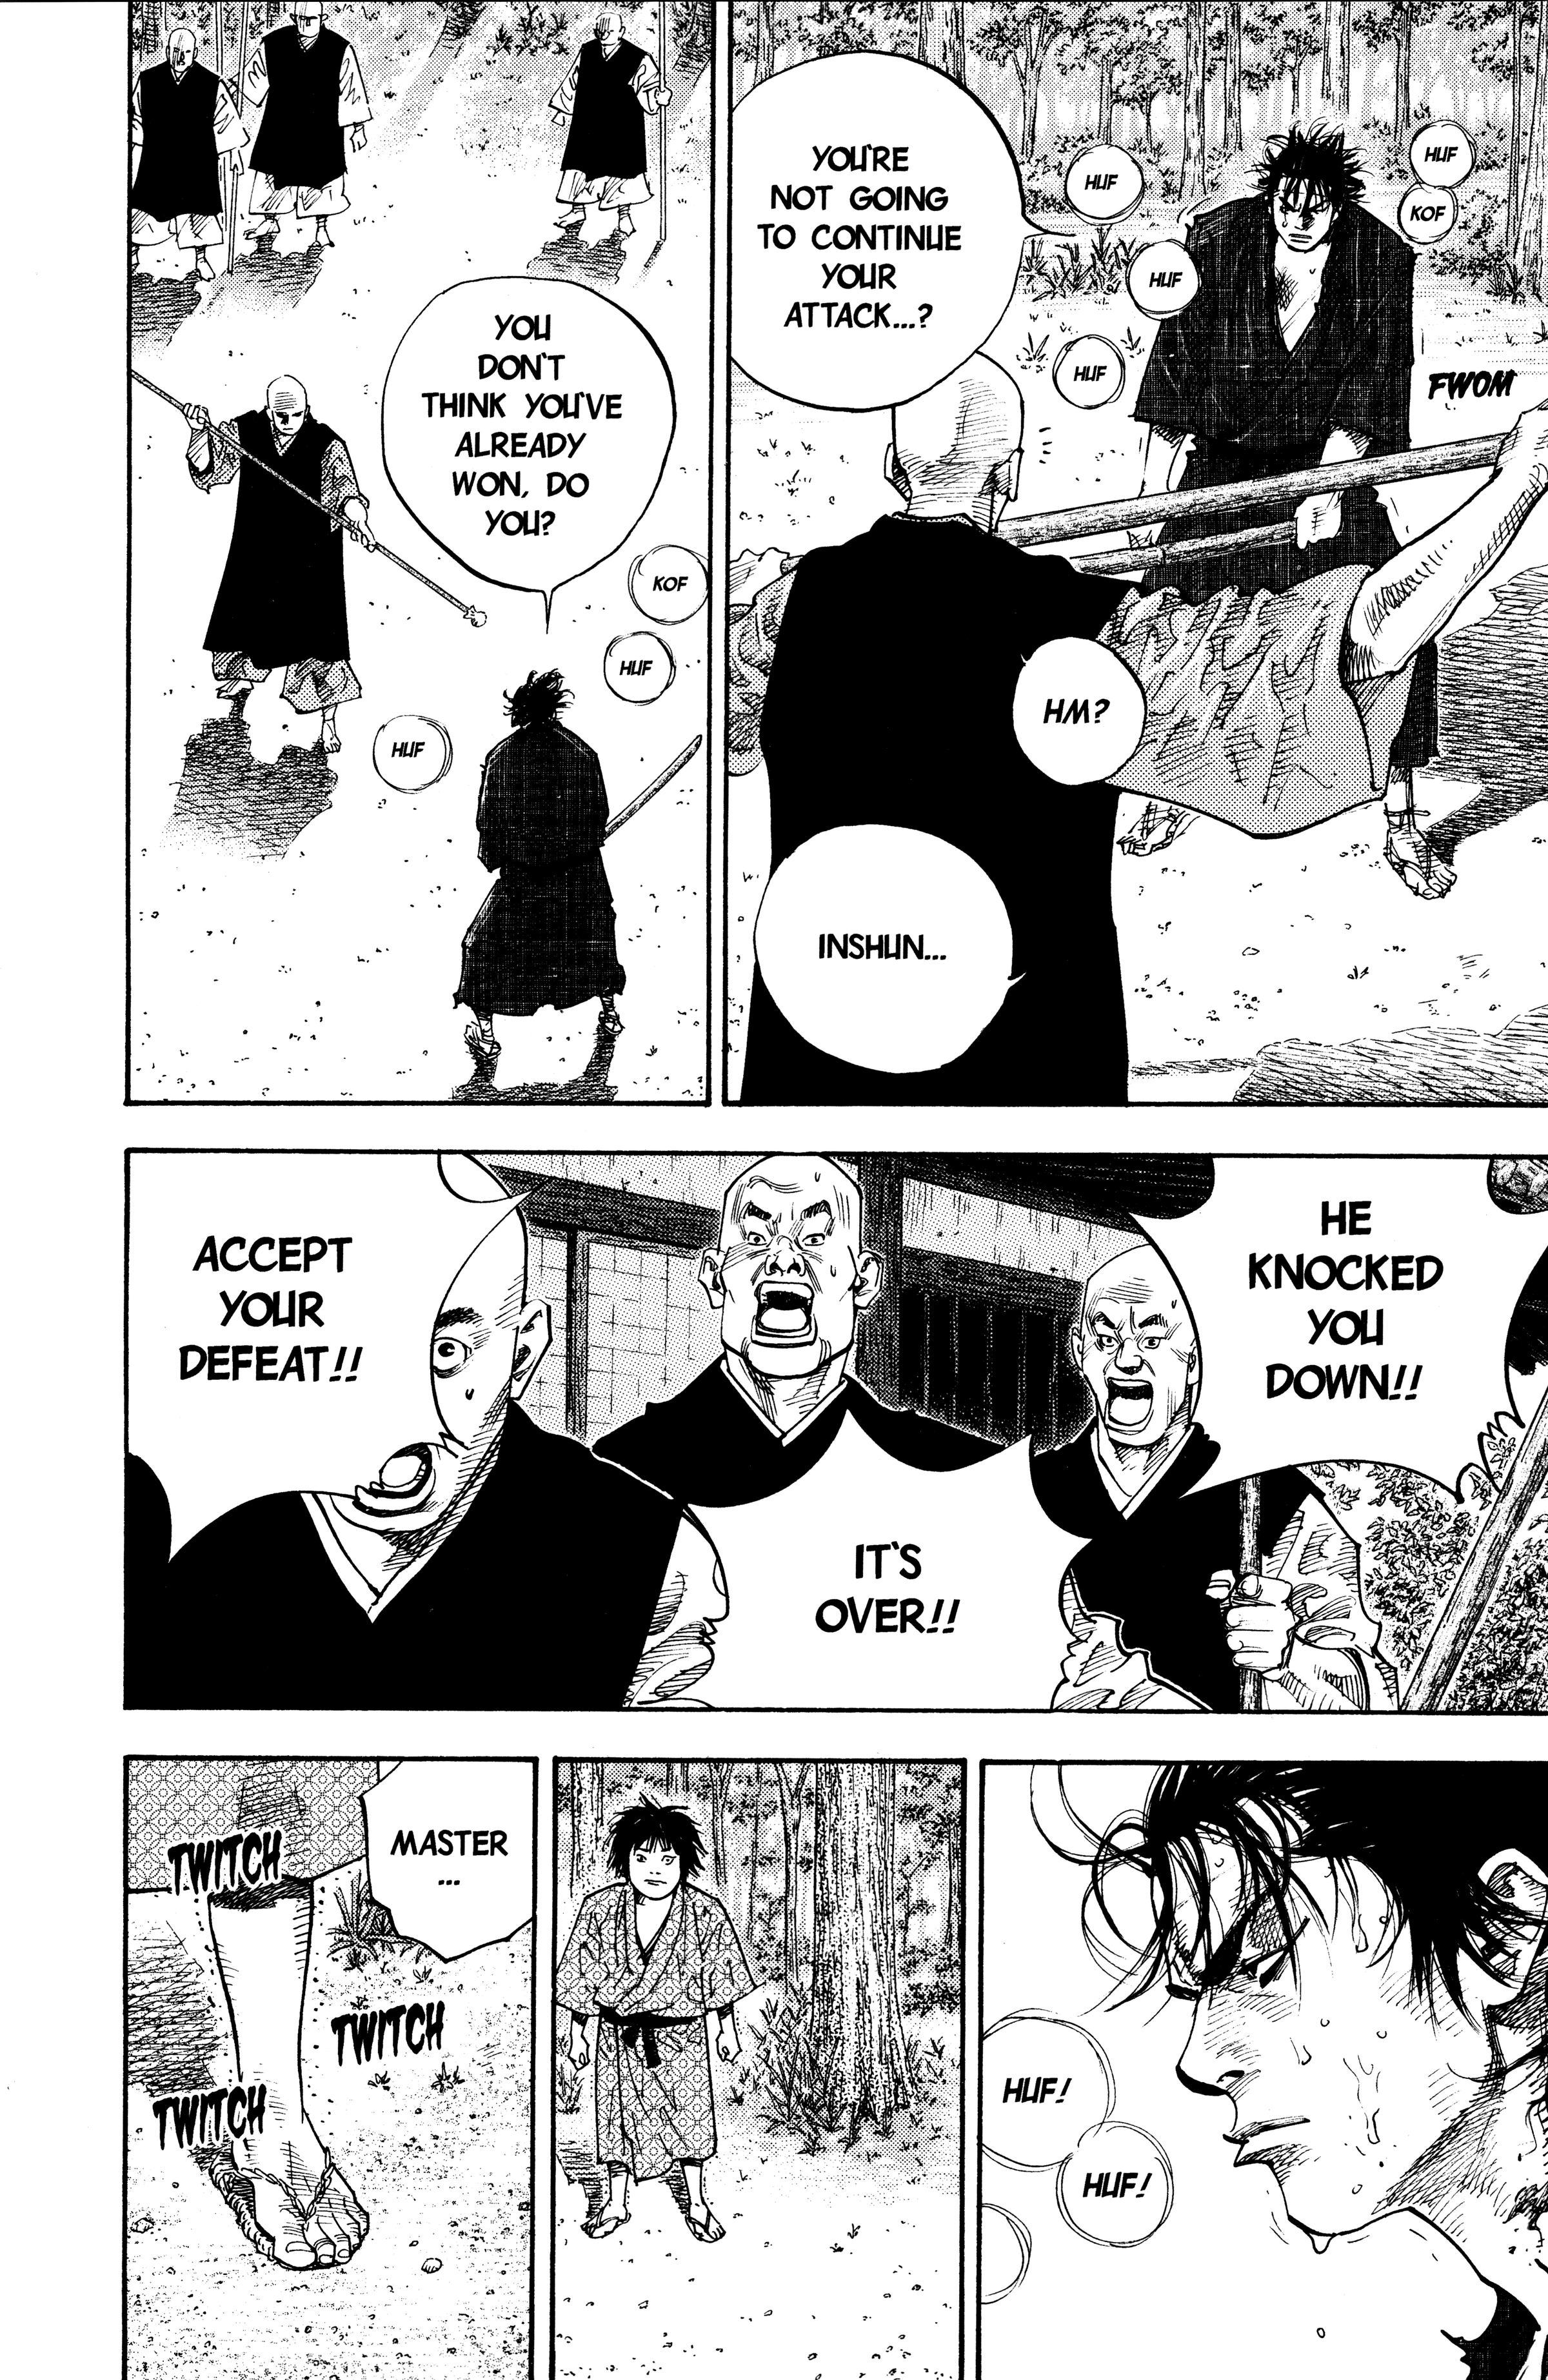 HUF
KOF
HUF
HUF
HUF
YOU'RE
NOT GOING
TO CONTINUE
YOUR
ATTACK...?
FWOM
HM?
INSHUN...
YOU
DON'T
THINK YOU'VE
ALREADY
WON, DO
YOU?
KOF
HUF
HUF
HE
KNOCKED
YOU
DOWN!!
IT'S
OVER!!
ACCEPT
YOUR
DEFEAT!!
HUF!
HUF!
MASTER
...
TWITCH
TWITCH
TWITCH